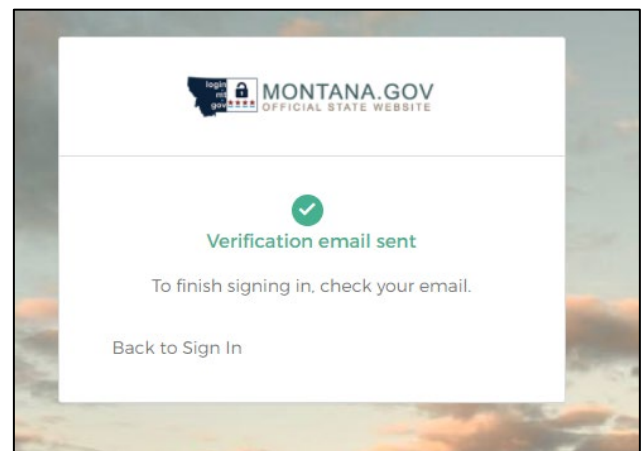 login
mt
gov
MONTANA.GOV
OFFICIAL STATE WEBSITE
Verification email sent
To finish signing in, check your email.
Back to Sign In